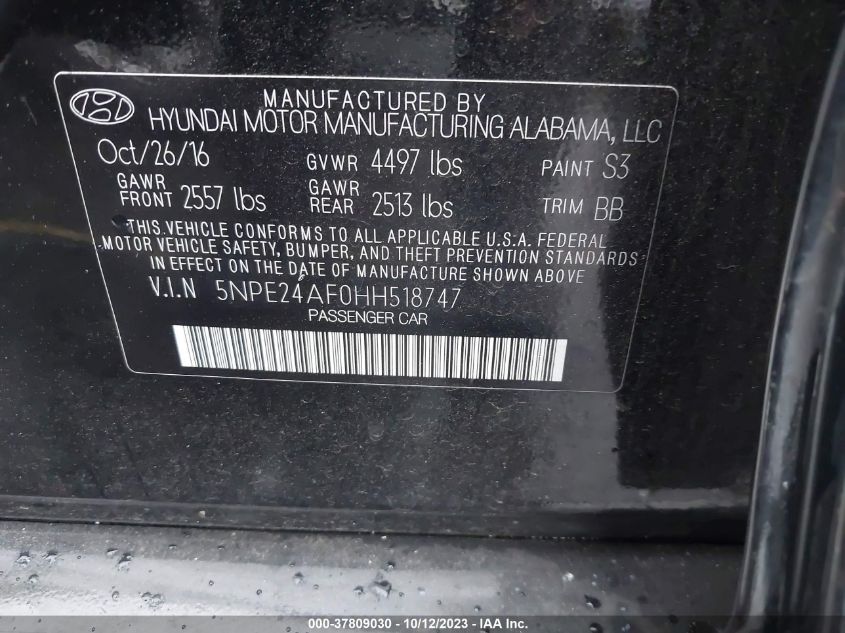 MANUFACTURED BY
HYUNDAI MOTOR MANUFACTURING ALABAMA, LLC
Oct/26/16 GVWR 4497 lbs PAINT S3
GAWR FRONT 2557 lbs GAWR REAR 2513 lbs TRIM BB
THIS VEHICLE CONFORMS TO ALL APPLICABLE U.S.A. FEDERAL
MOTOR VEHICLE SAFETY, BUMPER, AND THEFT PREVENTION STANDARDS
IN EFFECT ON THE DATE OF MANUFACTURE SHOWN ABOVE
V.I.N 5NPE24AF0HH518747
PASSENGER CAR
000-37809030 - 10/12/2023 - IAA Inc.